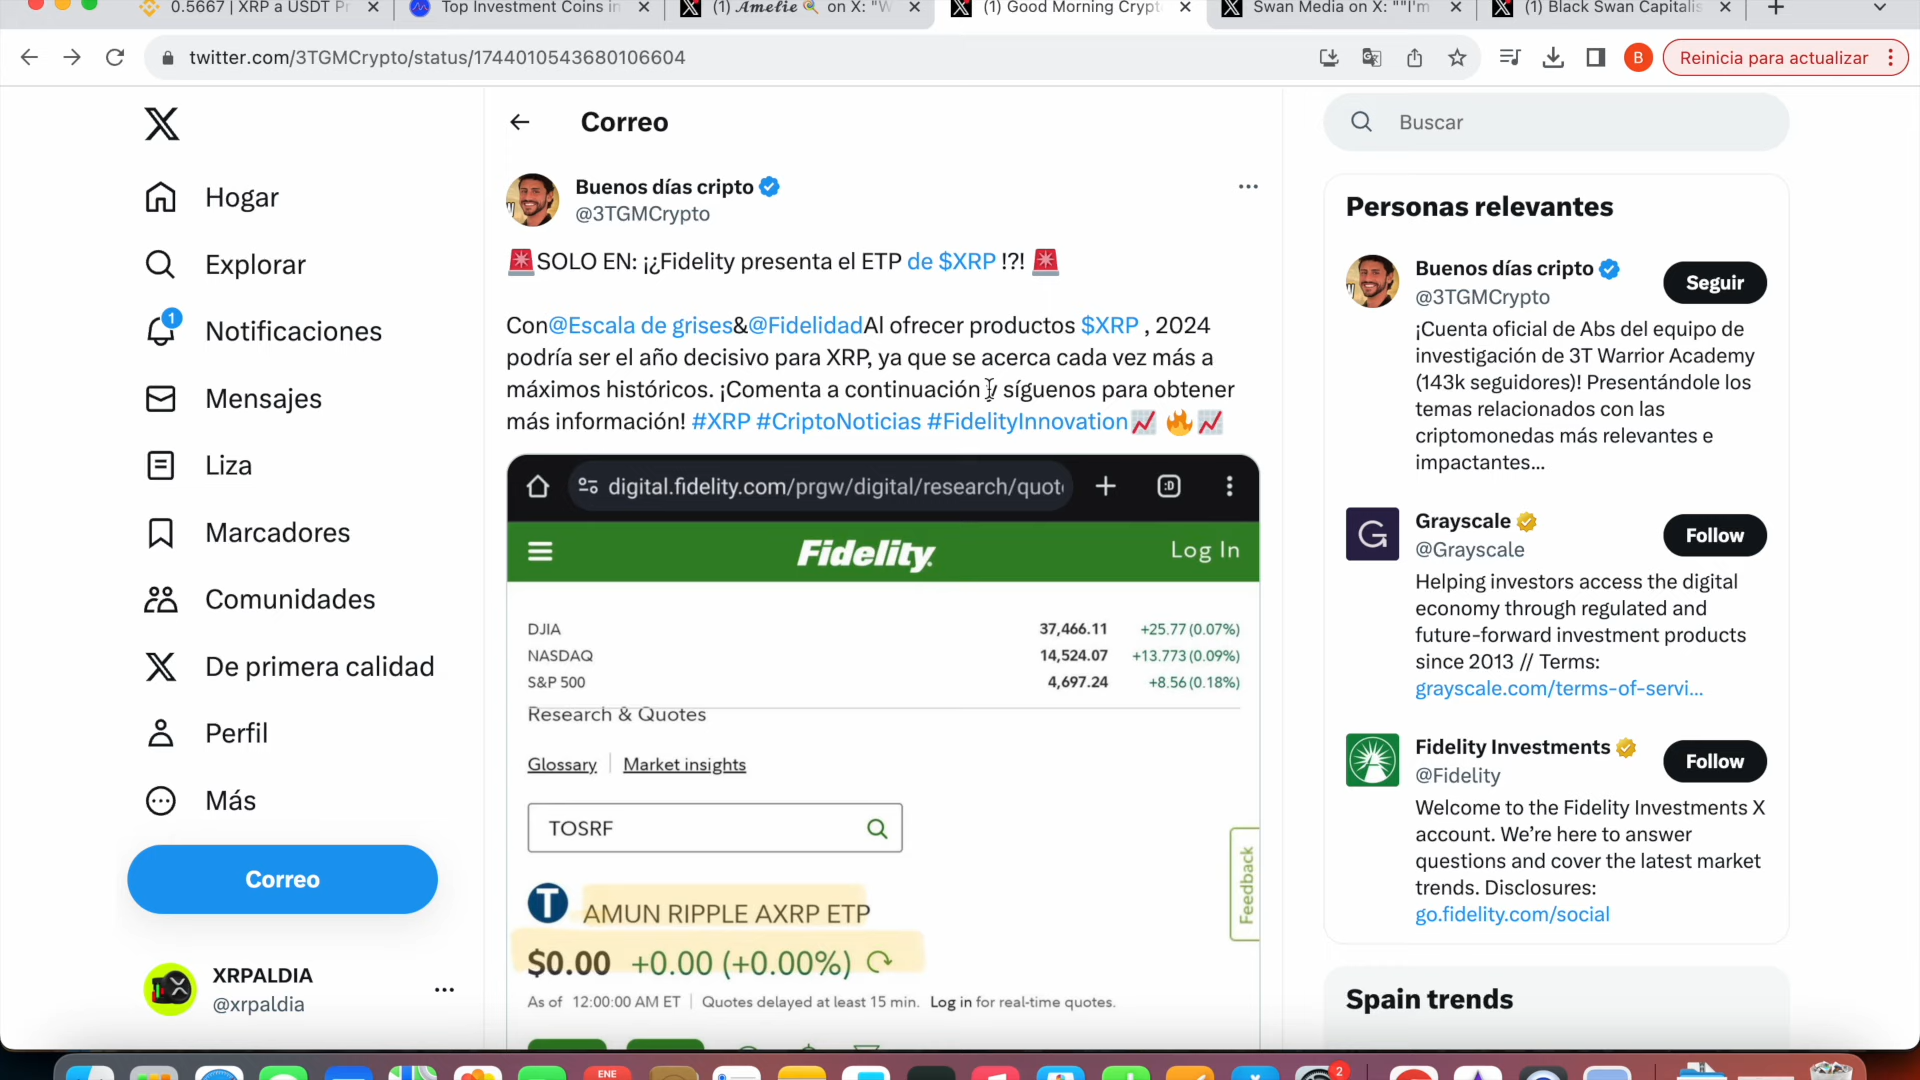 0.5667 | XRP a USDT Pr
Top Investment Coins in
(1) 𝓐𝓶𝓮𝓵𝓲𝓮 🔍 on X: "W
(1) Good Morning Crypt
Swan Media on X: ""I'm
(1) Black Swan Capitalis
twitter.com/3TGMCrypto/status/1744010543680106604
B
Reinicia para actualizar
Hogar
Explorar
1
Notificaciones
Mensajes
Liza
Marcadores
Comunidades
De primera calidad
Perfil
Más
Correo
XRPALDIA
@xrpaldia
Correo
Buenos días cripto
@3TGMCrypto
🚨SOLO EN: ¡¿Fidelity presenta el ETP de $XRP !?! 🚨
Con@Escala de grises&@FidelidadAl ofrecer productos $XRP , 2024
podría ser el año decisivo para XRP, ya que se acerca cada vez más a
máximos históricos. ¡Comenta a continuación y síguenos para obtener
más información! #XRP #CriptoNoticias #FidelityInnovation📈 🔥📈
digital.fidelity.com/prgw/digital/research/quot
:D
Fidelity
Log In
DJIA 37,466.11 +25.77 (0.07%)
NASDAQ 14,524.07 +13.773 (0.09%)
S&P 500 4,697.24 +8.56 (0.18%)
Research & Quotes
Glossary | Market insights
TOSRF
Feedback
T AMUN RIPPLE AXRP ETP
$0.00 +0.00 (+0.00%)
As of 12:00:00 AM ET | Quotes delayed at least 15 min. Log in for real-time quotes.
Buscar
Personas relevantes
Buenos días cripto
@3TGMCrypto
Seguir
¡Cuenta oficial de Abs del equipo de
investigación de 3T Warrior Academy
(143k seguidores)! Presentándole los
temas relacionados con las
criptomonedas más relevantes e
impactantes...
Grayscale
@Grayscale
Follow
Helping investors access the digital
economy through regulated and
future-forward investment products
since 2013 // Terms:
grayscale.com/terms-of-servi...
Fidelity Investments
@Fidelity
Follow
Welcome to the Fidelity Investments X
account. We're here to answer
questions and cover the latest market
trends. Disclosures:
go.fidelity.com/social
Spain trends
ENE
2